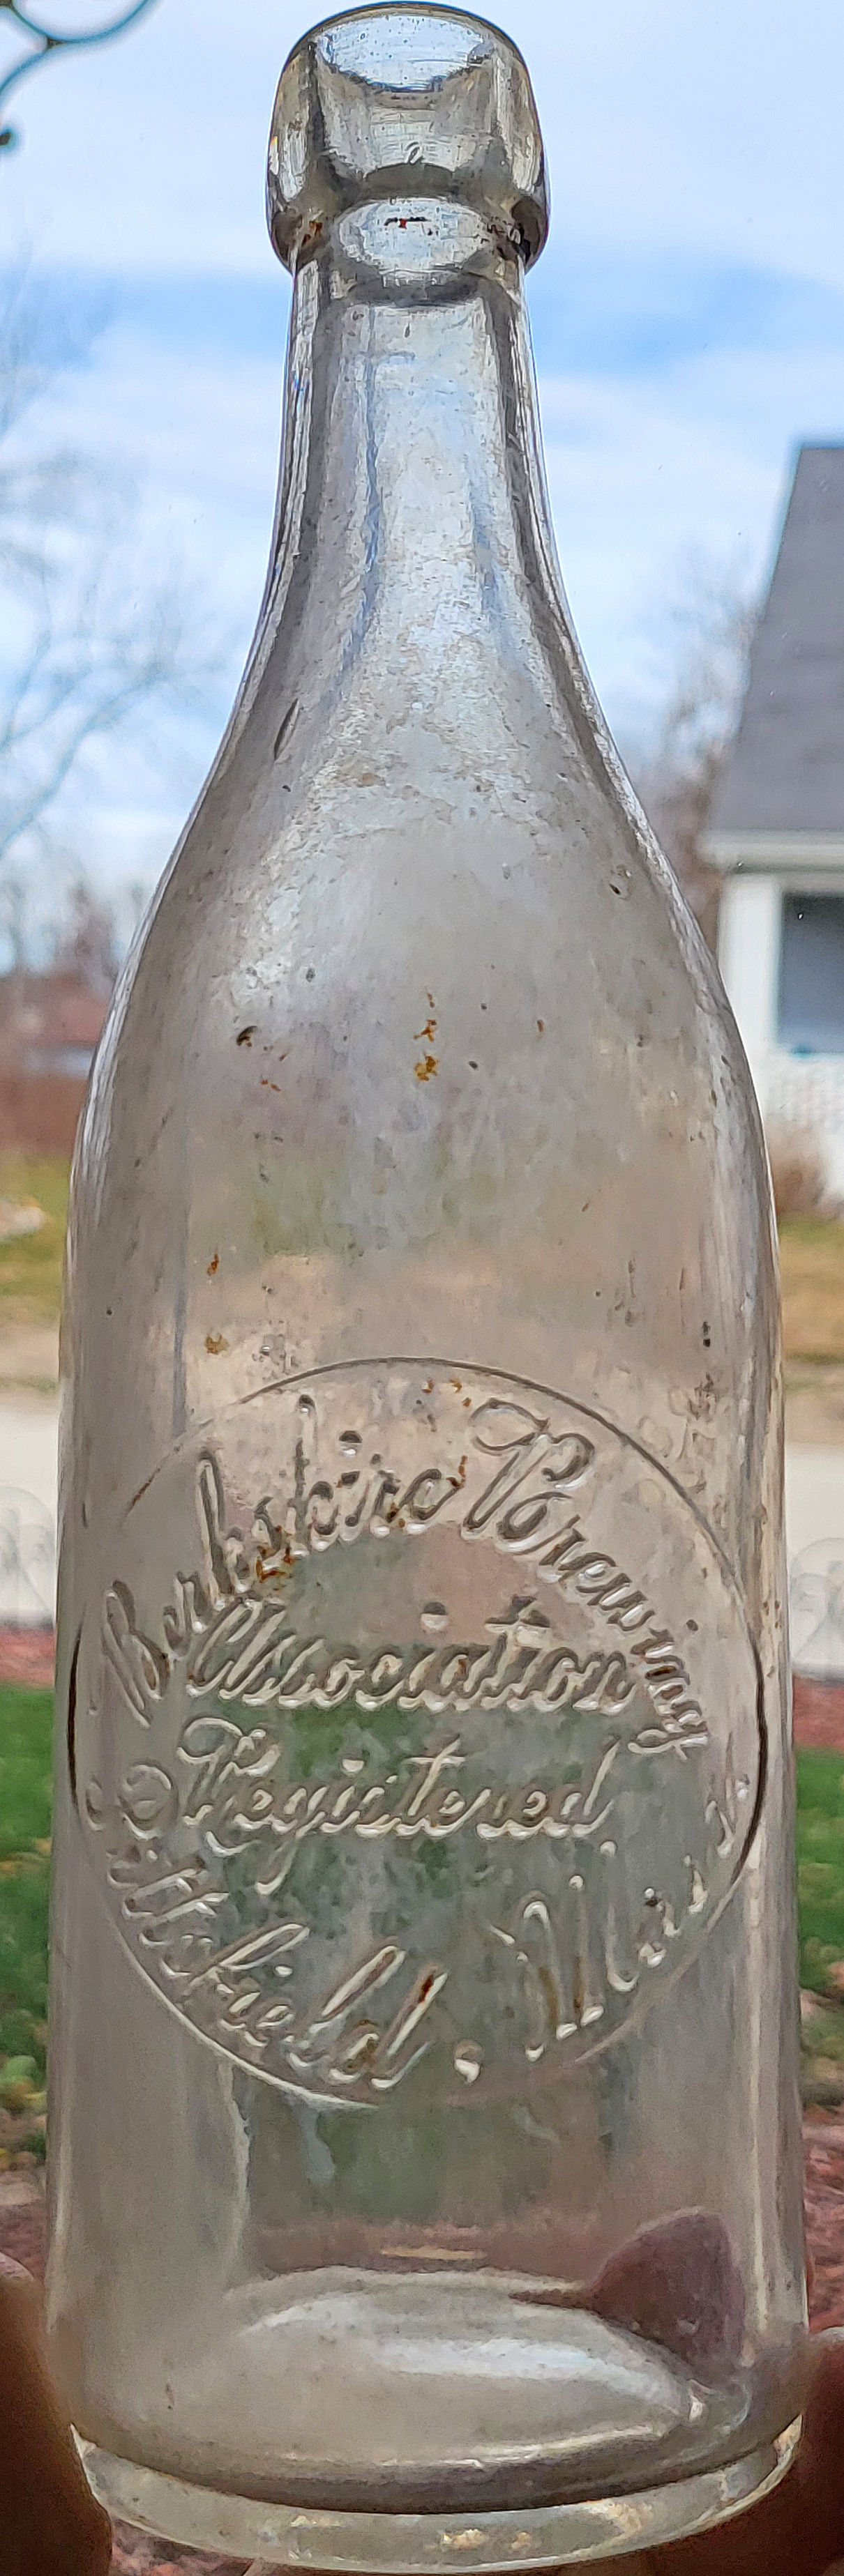 Berkshire Brewing
Association
Registered
Pittsfield, Mass.